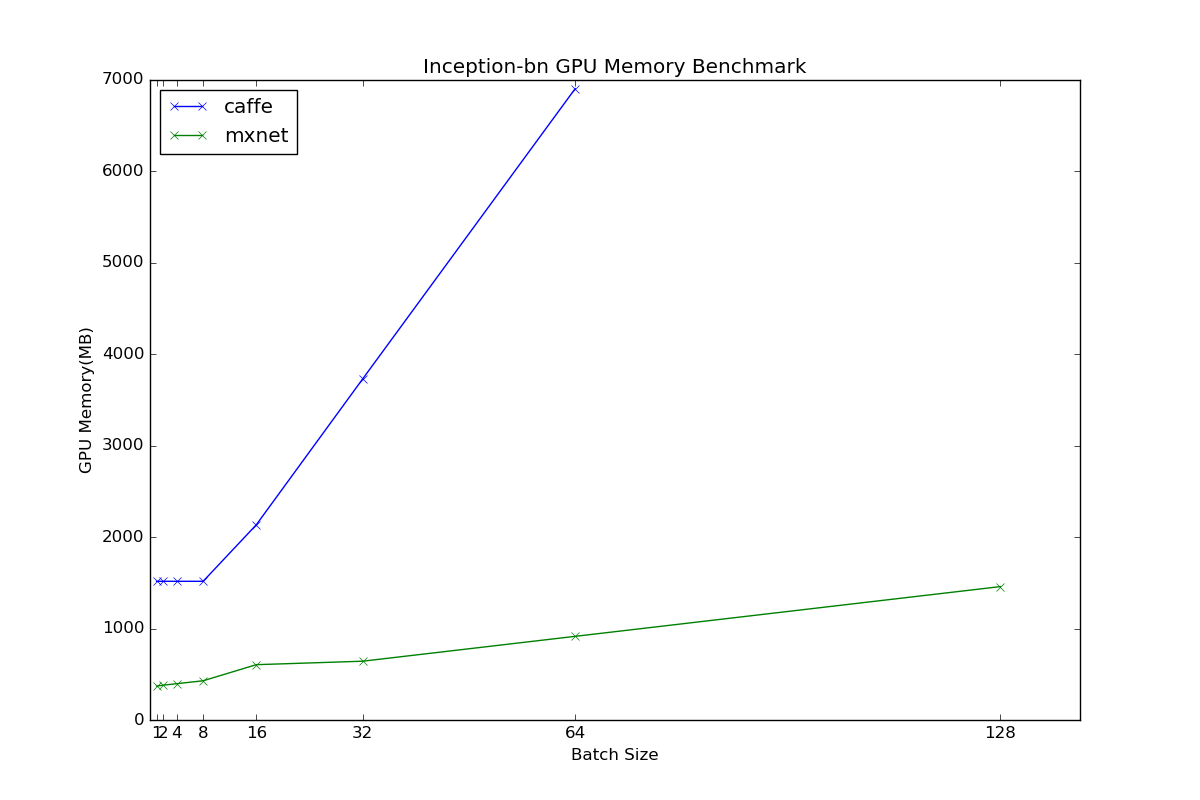 Inception-bn GPU Memory Benchmark
caffe
mxnet
7000
6000
5000
4000
3000
2000
1000
0
GPU Memory(MB)
1 2 4 8 16 32 64 128
Batch Size